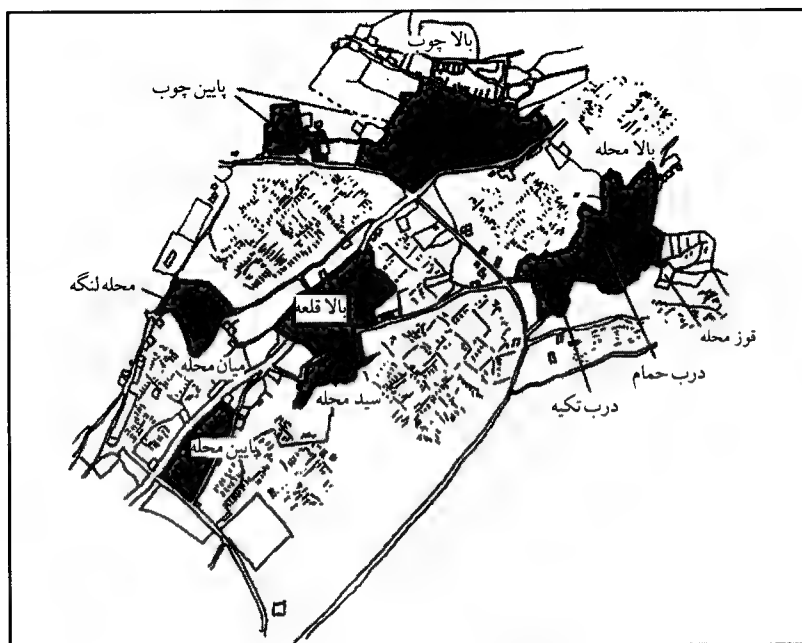 بالا چوب
پایین چوب
بالا محله
محله لنگه
بالا قلعه
قوز محله
میان محله
درب حمام
سید محله
درب تکیه
پایین محله